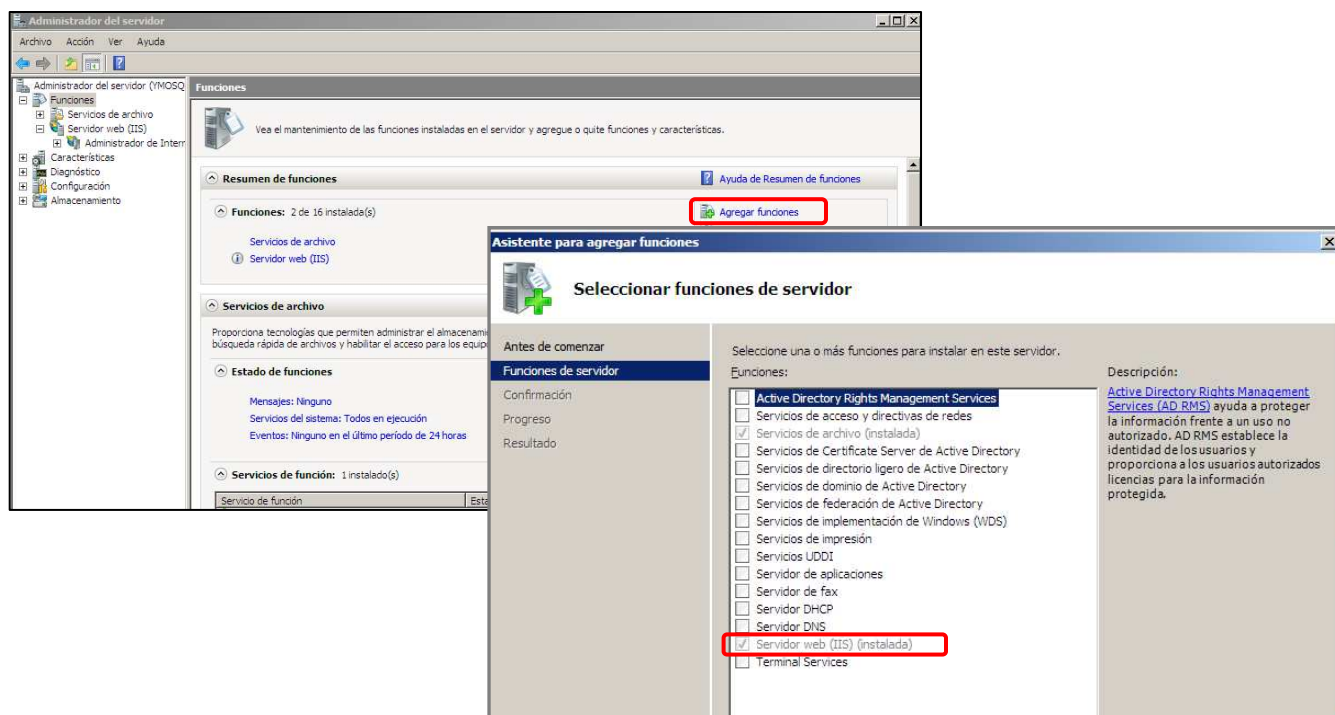 Administrador del servidor
Archivo Acción Ver Ayuda
Administrador del servidor (YMOSQ
Funciones
Servicios de archivo
Servidor web (IIS)
Administrador de Interr
Características
Diagnóstico
Configuración
Almacenamiento
Funciones
Vea el mantenimiento de las funciones instaladas en el servidor y agregue o quite funciones y características.
Resumen de funciones
Ayuda de Resumen de funciones
Funciones: 2 de 16 instalada(s)
Agregar funciones
Servicios de archivo
Servidor web (IIS)
Servicios de archivo
Proporciona tecnologías que permiten administrar el almacenami
búsqueda rápida de archivos y habilitar el acceso para los equip
Estado de funciones
Mensajes: Ninguno
Servicios del sistema: Todos en ejecución
Eventos: Ninguno en el último período de 24 horas
Servicios de función: 1 instalado(s)
Servicio de función
Esta
Asistente para agregar funciones
Seleccionar funciones de servidor
Antes de comenzar
Funciones de servidor
Confirmación
Progreso
Resultado
Seleccione una o más funciones para instalar en este servidor.
Funciones:
Active Directory Rights Management Services
Servicios de acceso y directivas de redes
Servicios de archivo (instalada)
Servicios de Certificate Server de Active Directory
Servicios de directorio ligero de Active Directory
Servicios de dominio de Active Directory
Servicios de federación de Active Directory
Servicios de implementación de Windows (WDS)
Servicios de impresión
Servicios UDDI
Servidor de aplicaciones
Servidor de fax
Servidor DHCP
Servidor DNS
Servidor web (IIS) (instalada)
Terminal Services
Descripción:
Active Directory Rights Management
Services (AD RMS) ayuda a proteger
la información frente a un uso no
autorizado. AD RMS establece la
identidad de los usuarios y
proporciona a los usuarios autorizados
licencias para la información
protegida.